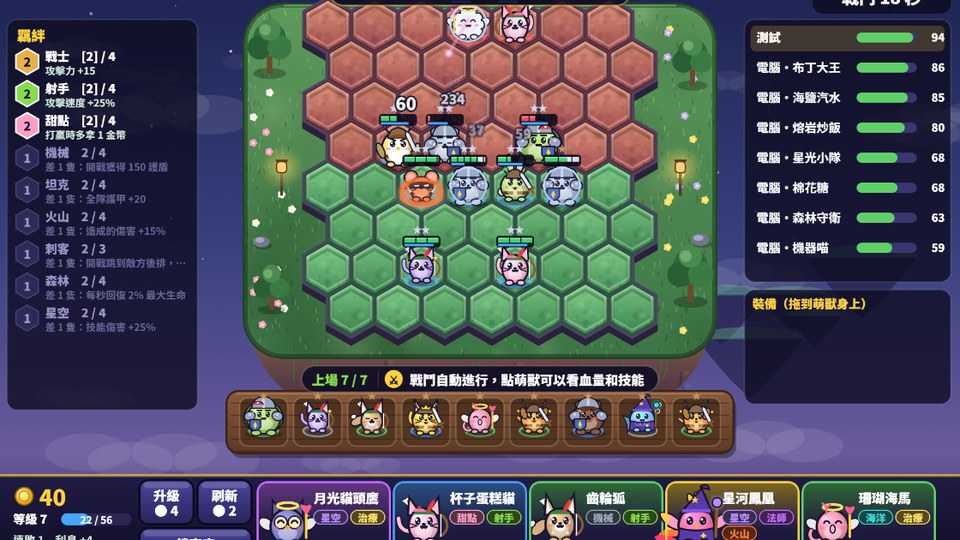 羈絆
2 戰士 [2] / 4
攻擊力 +15
2 射手 [2] / 4
攻擊速度 +25%
2 甜點 [2] / 4
打贏時多拿 1 金幣
1 機械 2 / 4
差 1 隻：開戰獲得 150 護盾
1 坦克 2 / 4
差 1 隻：全隊護甲 +20
1 火山 2 / 4
差 1 隻：造成的傷害 +15%
1 刺客 2 / 3
差 1 隻：開戰跳到敵方後排，…
1 森林 2 / 4
差 1 隻：每秒回復 2% 最大生命
1 星空 2 / 4
差 1 隻：技能傷害 +25%
60
234
37
59
測試 94
電腦・布丁大王 86
電腦・海鹽汽水 85
電腦・熔岩炒飯 80
電腦・星光小隊 68
電腦・棉花糖 68
電腦・森林守衛 63
電腦・機器喵 59
裝備（拖到萌獸身上）
上場 7 / 7
戰鬥自動進行，點萌獸可以看血量和技能
40
等級 7 22 / 56
升級
4
刷新
2
月光貓頭鷹
星空 治療
杯子蛋糕貓
甜點 射手
齒輪狐
機械 射手
星河鳳凰
星空 法師
火山
珊瑚海馬
海洋 治療